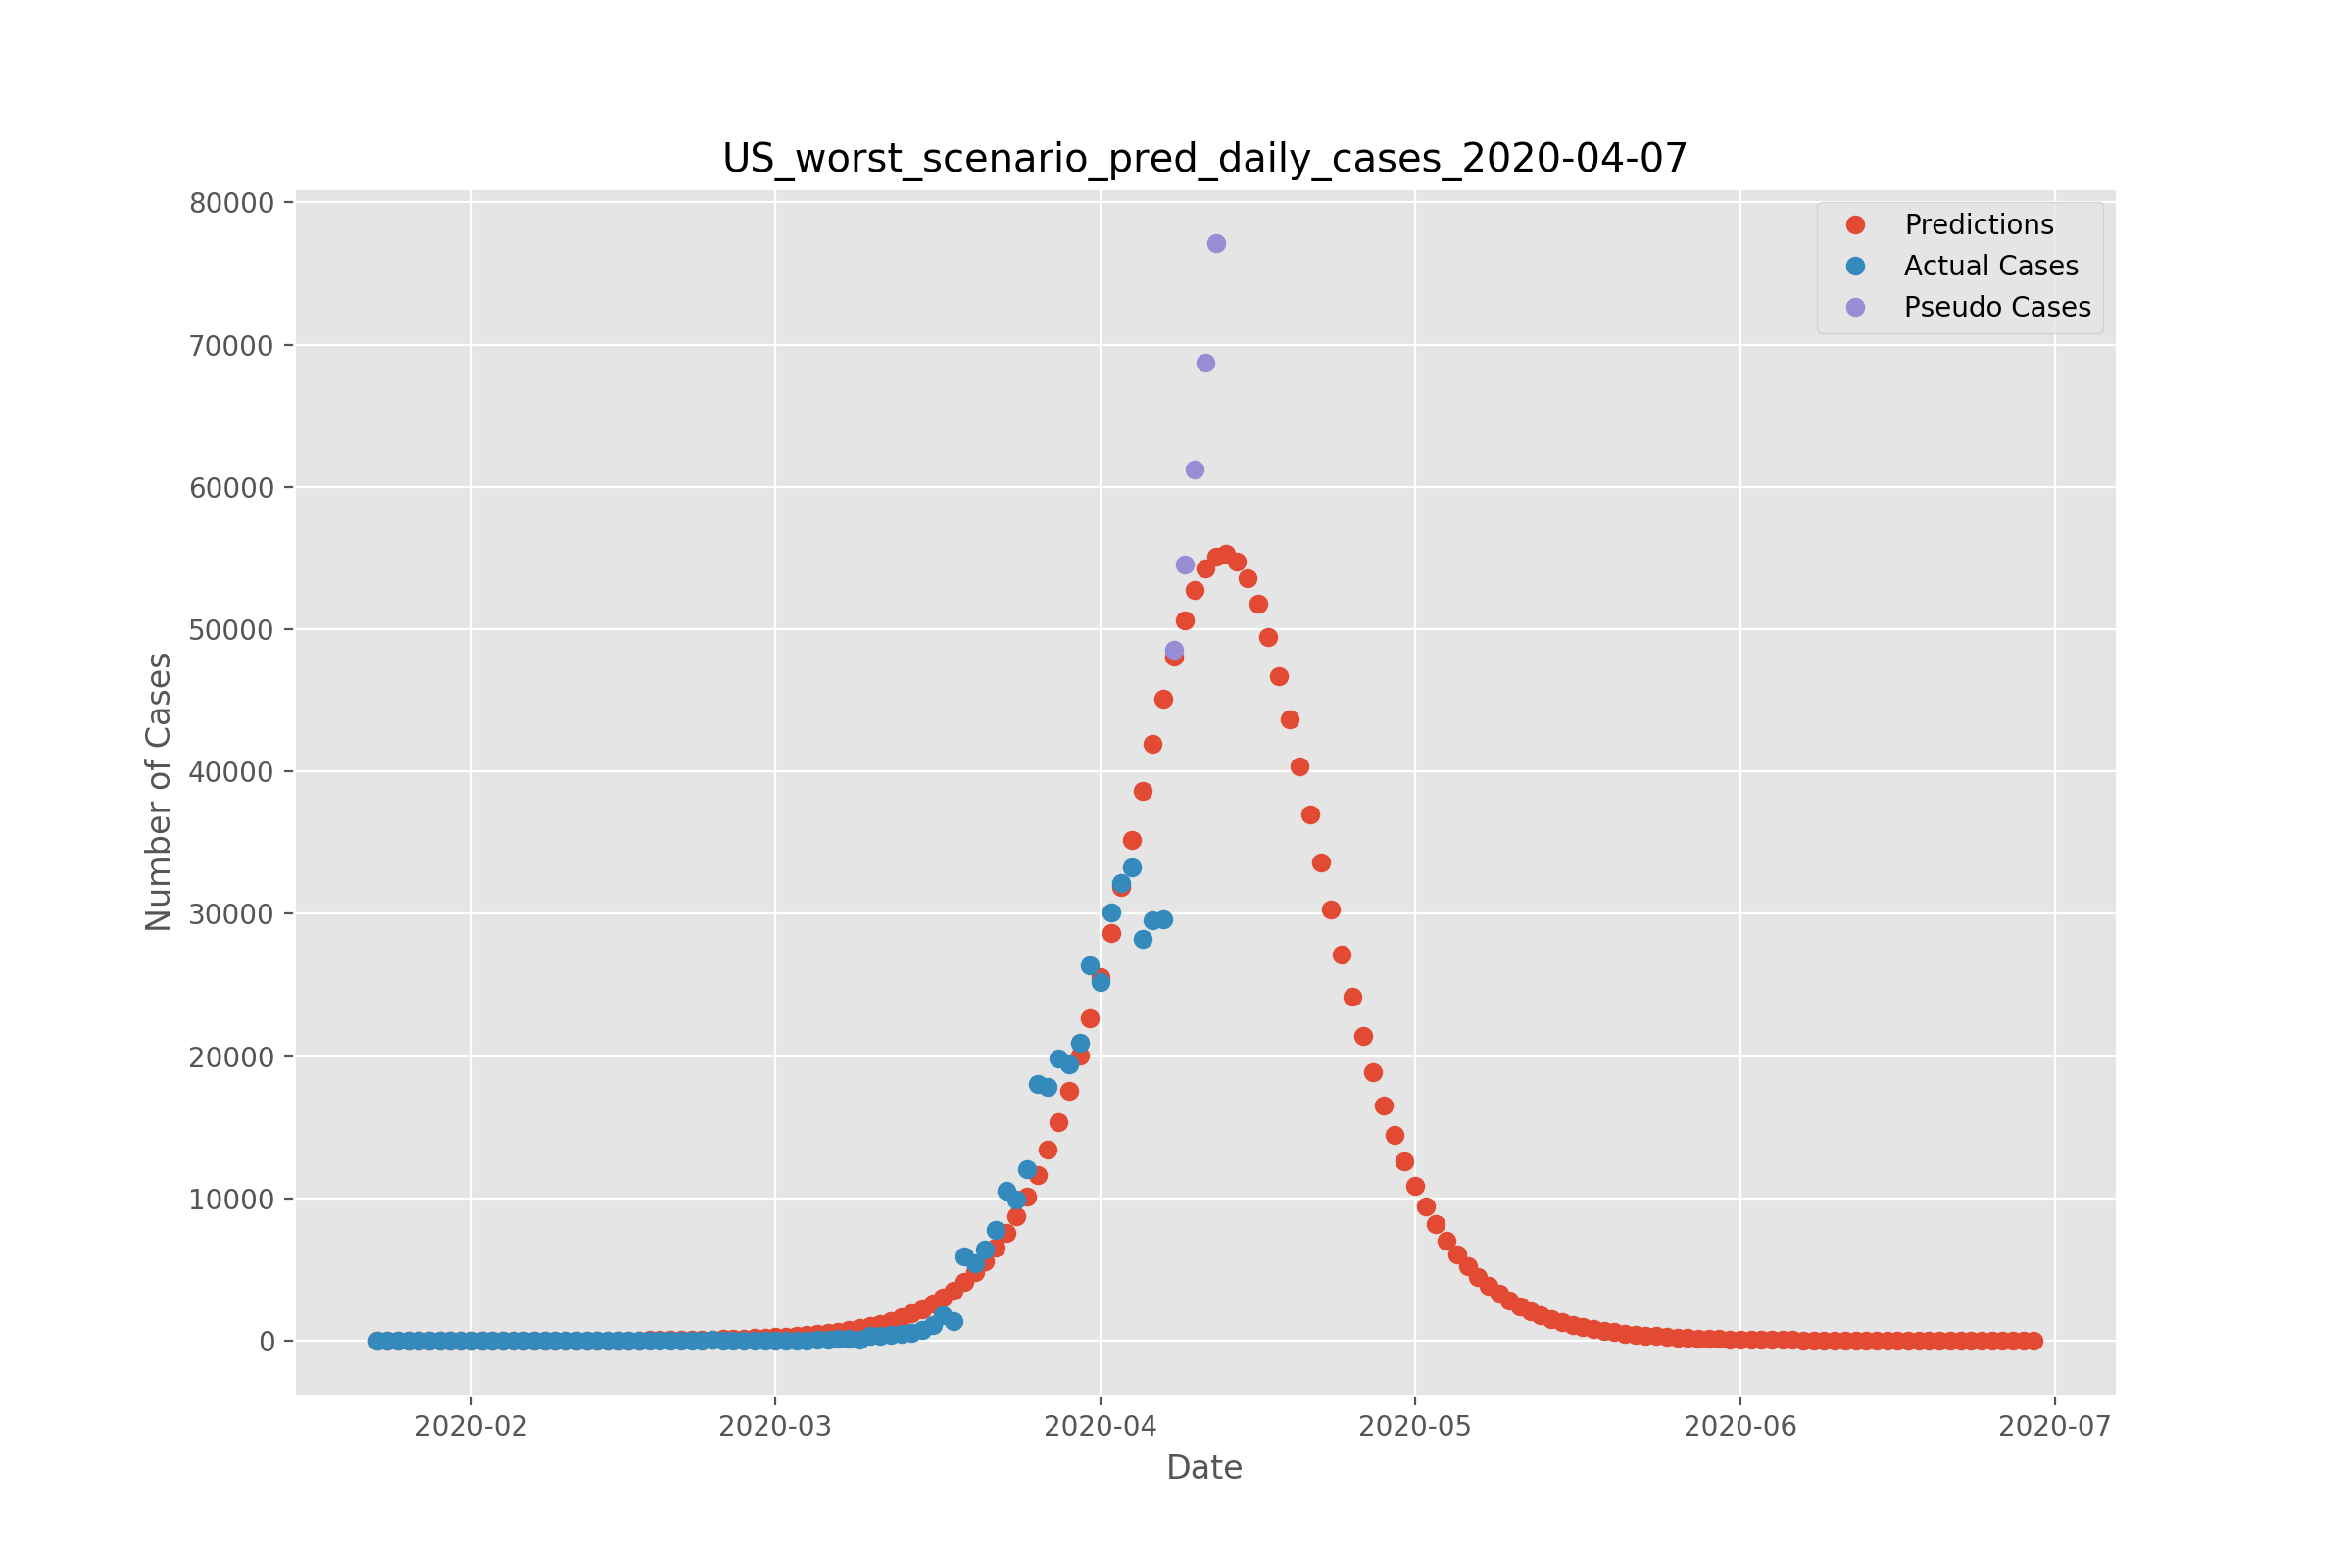 US_worst_scenario_pred_daily_cases_2020-04-07
80000
70000
60000
50000
40000
30000
20000
10000
0
Number of Cases
Predictions
Actual Cases
Pseudo Cases
2020-02
2020-03
2020-04
2020-05
2020-06
2020-07
Date